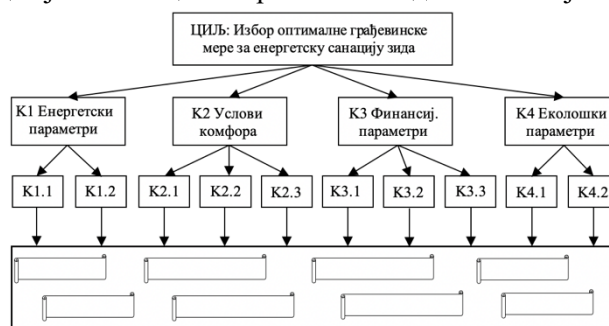 ЦИЉ: Избор оптималне грађевинске
мере за енергетску санацију зида
К1 Енергетски
параметри
К2 Услови
комфора
К3 Финансиј.
параметри
К4 Еколошки
параметри
К1.1
К1.2
К2.1
К2.2
К2.3
К3.1
К3.2
К3.3
К4.1
К4.2